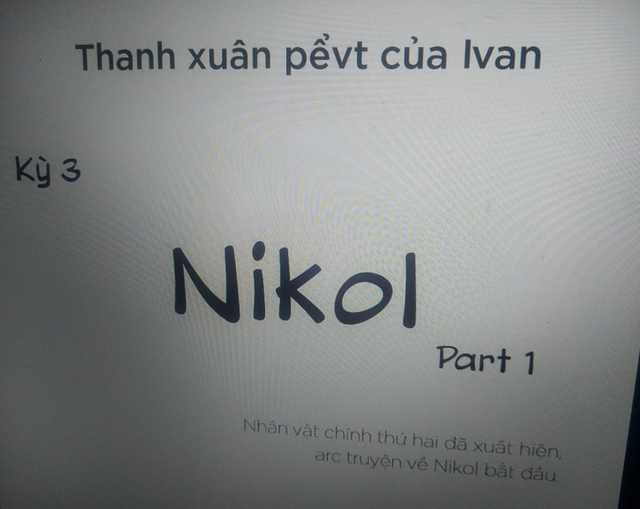 Thanh xuân pểvt của Ivan
Kỳ 3
Nikol
Part 1
Nhân vật chính thứ hai đã xuất hiện,
arc truyện về Nikol bắt đầu.